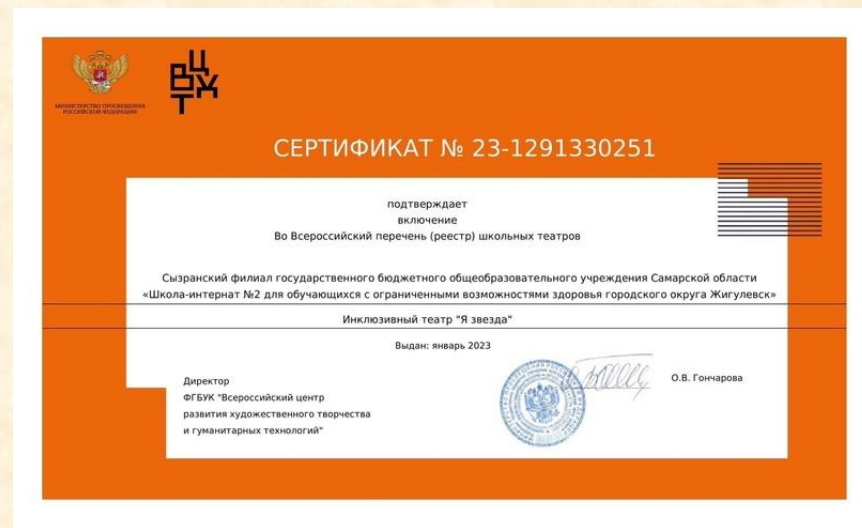 МИНИСТЕРСТВО ПРОСВЕЩЕНИЯ
РОССИЙСКОЙ ФЕДЕРАЦИИ
ВЦХТ
СЕРТИФИКАТ № 23-1291330251
подтверждает
включение
Во Всероссийский перечень (реестр) школьных театров
Сызранский филиал государственного бюджетного общеобразовательного учреждения Самарской области
«Школа-интернат №2 для обучающихся с ограниченными возможностями здоровья городского округа Жигулевск»
Инклюзивный театр "Я звезда"
Выдан: январь 2023
Директор
ФГБУК "Всероссийский центр
развития художественного творчества
и гуманитарных технологий"
О.В. Гончарова